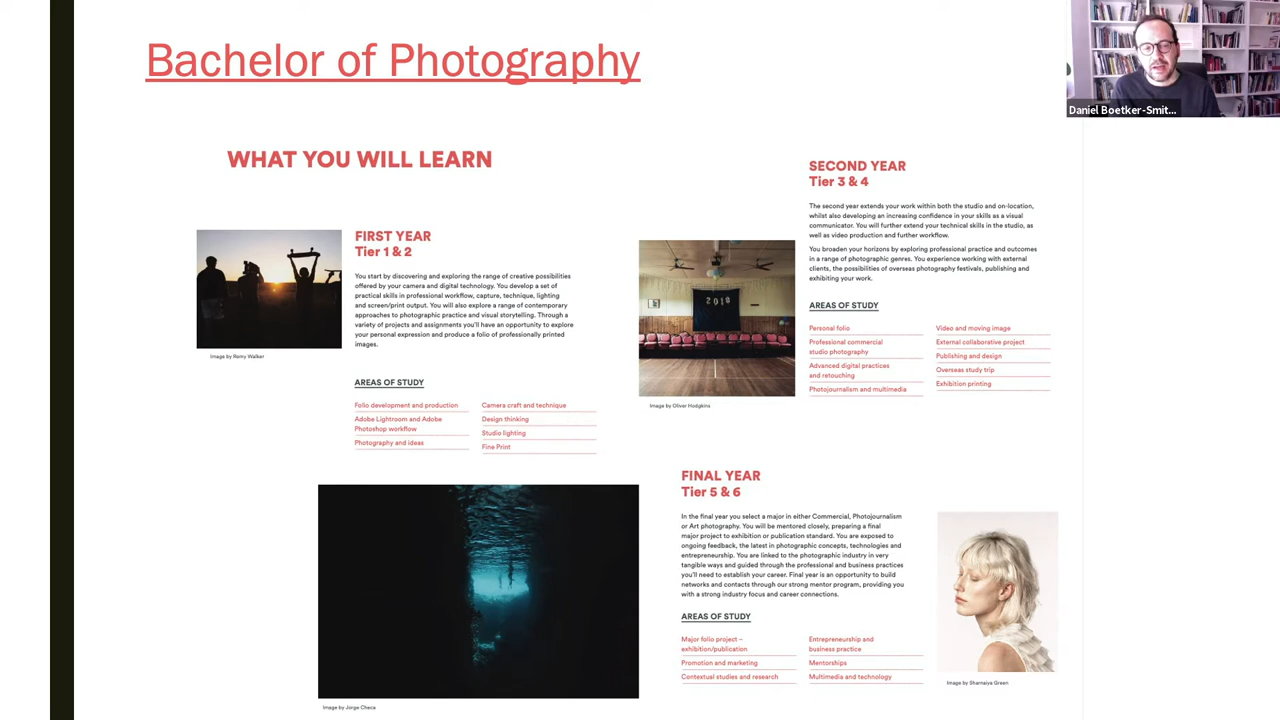 Bachelor of Photography
Daniel Boetker-Smit...
WHAT YOU WILL LEARN
FIRST YEAR
Tier 1 & 2
You start by discovering and exploring the range of creative possibilities
offered by your camera and digital technology. You develop a set of
practical skills in professional workflow, capture, technique, lighting
and screen/print output. You will also explore a range of contemporary
approaches to photographic practice and visual storytelling. Through a
variety of projects and assignments you'll have an opportunity to explore
your personal expression and produce a folio of professionally printed
images.
Image by Remy Walker
AREAS OF STUDY
Folio development and production
Adobe Lightroom and Adobe
Photoshop workflow
Photography and ideas
Camera craft and technique
Design thinking
Studio lighting
Fine Print
SECOND YEAR
Tier 3 & 4
The second year extends your work within both the studio and on-location,
whilst also developing an increasing confidence in your skills as a visual
communicator. You will further extend your technical skills in the studio, as
well as video production and further workflow.
You broaden your horizons by exploring professional practice and outcomes
in a range of photographic genres. You experience working with external
clients, the possibilities of overseas photography festivals, publishing and
exhibiting your work.
2018
Image by Oliver Hodgkins
AREAS OF STUDY
Personal folio
Professional commercial
studio photography
Advanced digital practices
and retouching
Photojournalism and multimedia
Video and moving image
External collaborative project
Publishing and design
Overseas study trip
Exhibition printing
Image by Jorge Checa
FINAL YEAR
Tier 5 & 6
In the final year you select a major in either Commercial, Photojournalism
or Art photography. You will be mentored closely, preparing a final
major project to exhibition or publication standard. You are exposed to
ongoing feedback, the latest in photographic concepts, technologies and
entrepreneurship. You are linked to the photographic industry in very
tangible ways and guided through the professional and business practices
you'll need to establish your career. Final year is an opportunity to build
networks and contacts through our strong mentor program, providing you
with a strong industry focus and career connections.
AREAS OF STUDY
Major folio project –
exhibition/publication
Promotion and marketing
Contextual studies and research
Entrepreneurship and
business practice
Mentorships
Multimedia and technology
Image by Sharnaiya Green